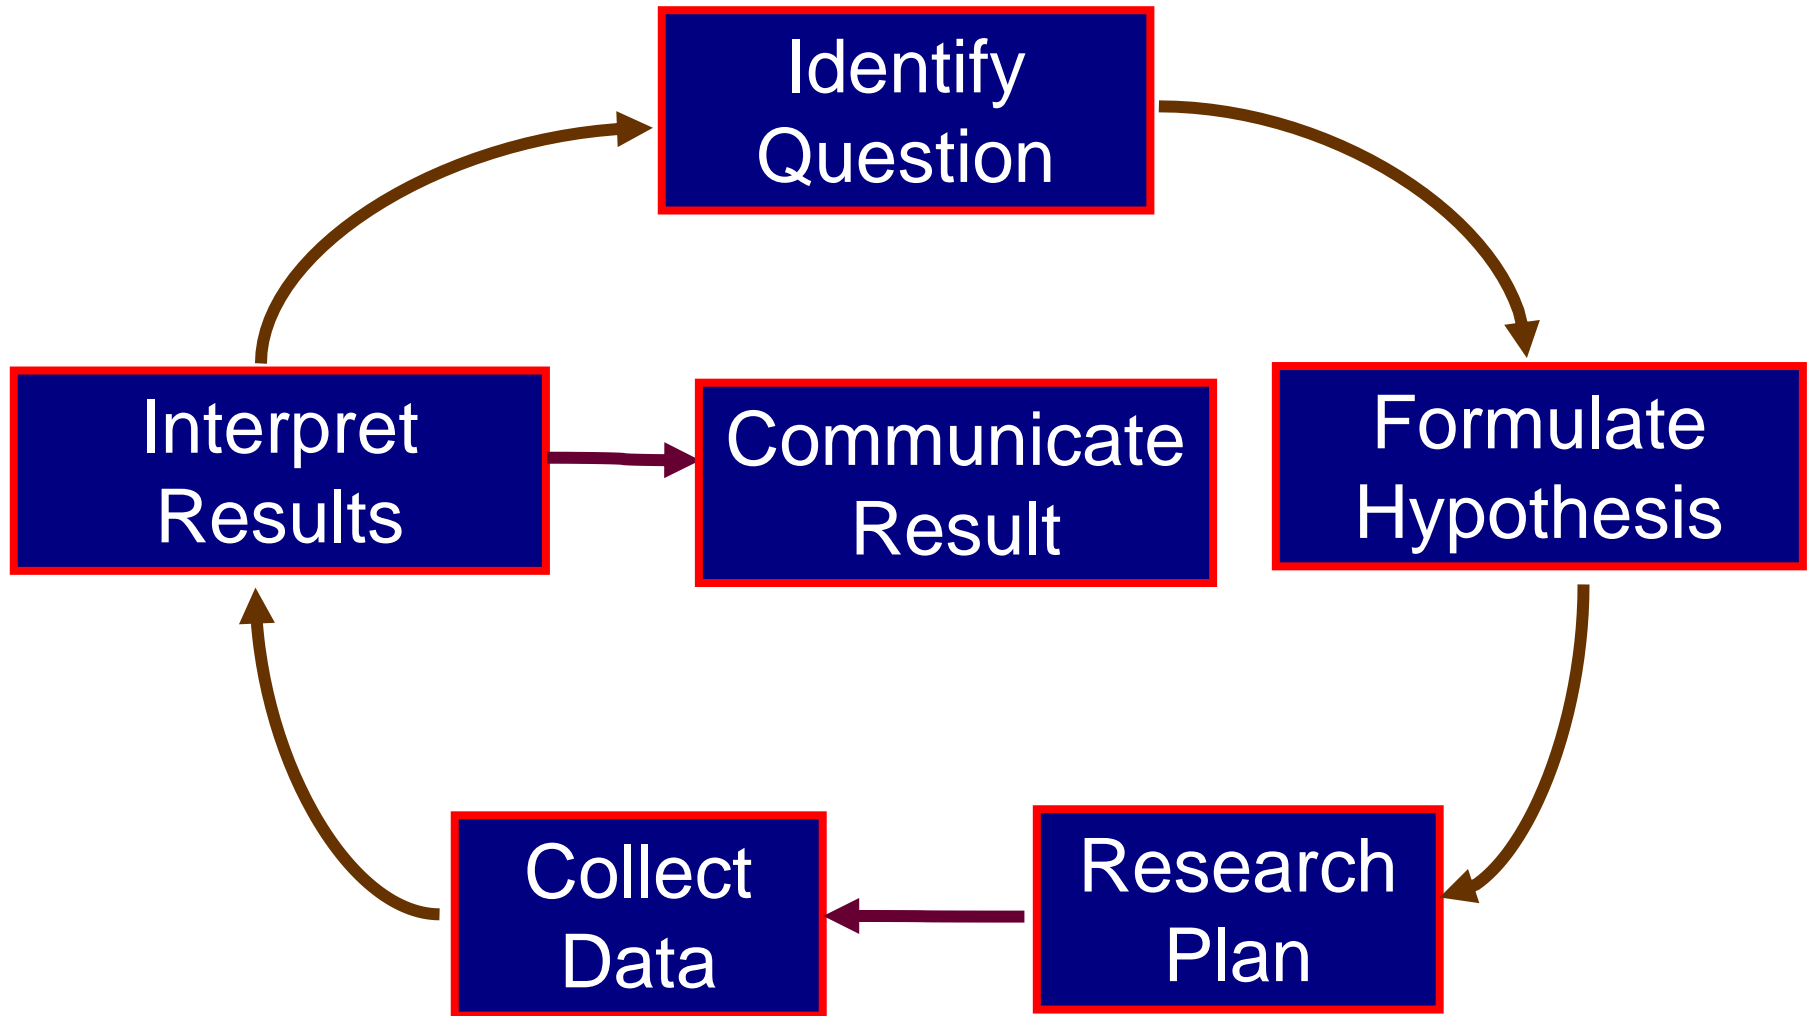 Identify
Question
Interpret
Results
Communicate
Result
Formulate
Hypothesis
Collect
Data
Research
Plan